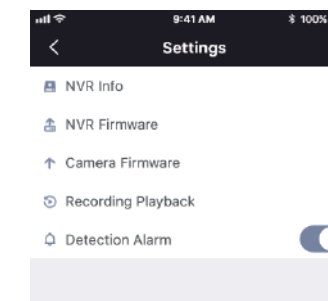 9:41 AM 100%
Settings
NVR Info
NVR Firmware
Camera Firmware
Recording Playback
Detection Alarm